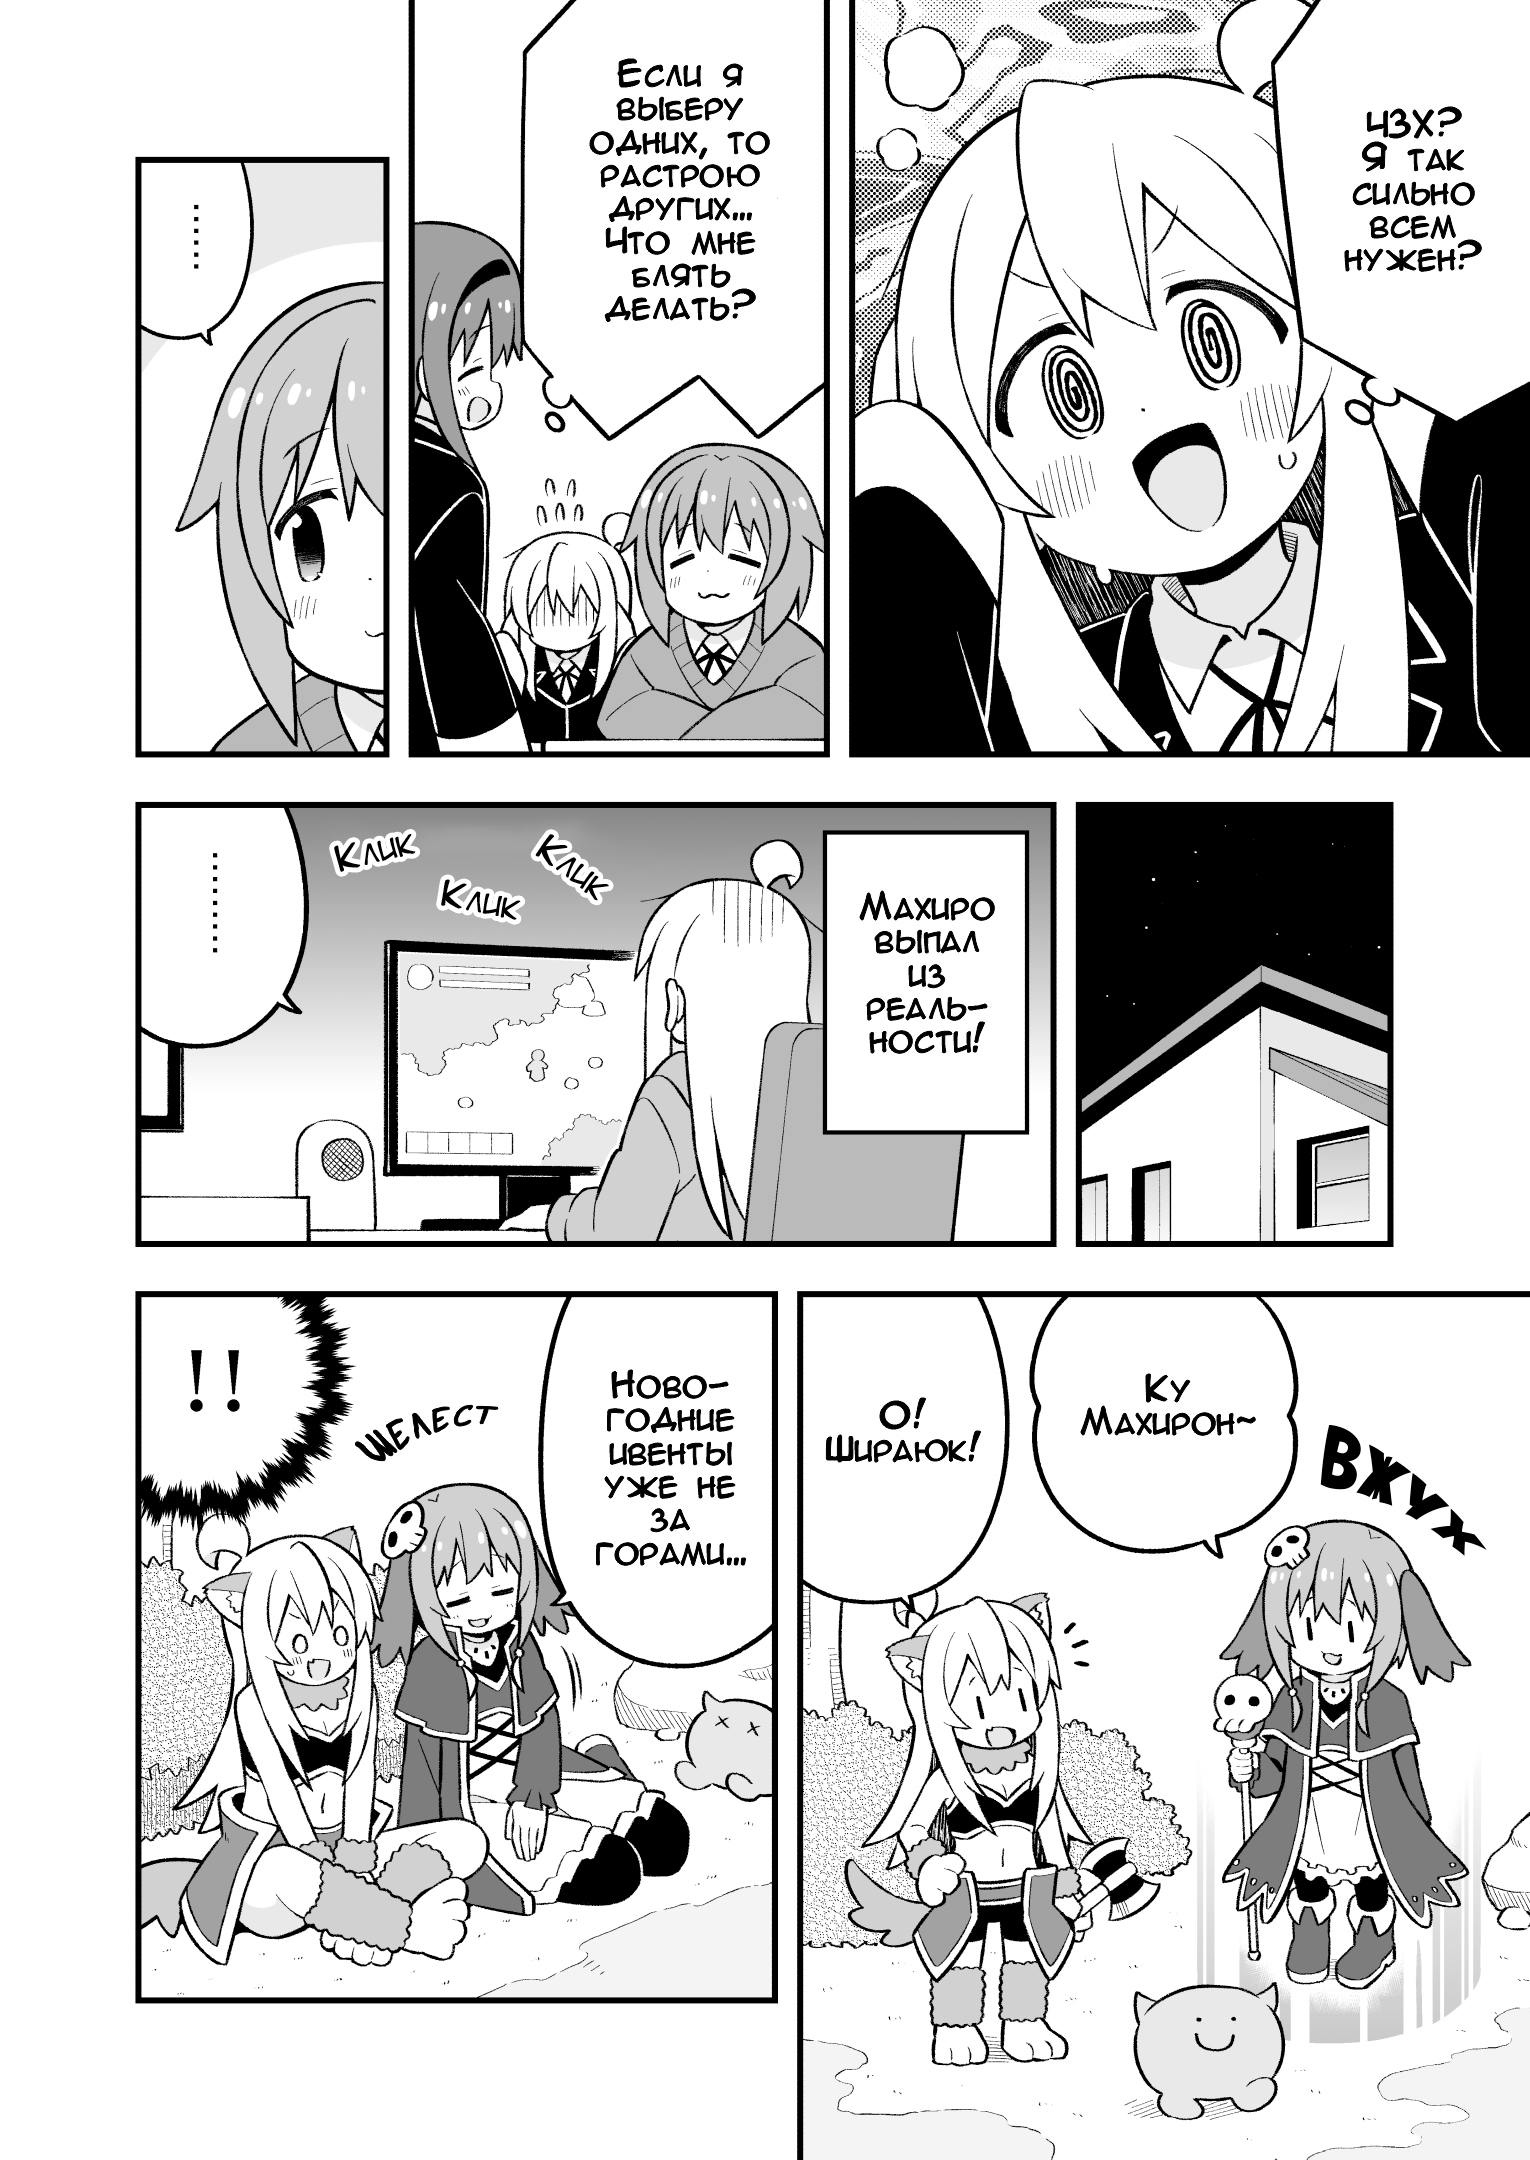 ЧЗХ?
Я ТАК
СИЛЬНО
ВСЕМ
НУЖЕН?
ЕСЛИ Я
ВЫБЕРУ
ОДНИХ, ТО
РАСТРОЮ
ДРУГИХ...
ЧТО МНЕ
БЛЯТЬ
ДЕЛАТЬ?
......
МАХИРО
ВЫПАЛ
ИЗ
РЕАЛЬ-
НОСТИ!
КЛИК
КЛИК
КЛИК
........
КУ
МАХИРОН~
ВЖУХ
О!
ШИРАЮК!
НОВО-
ГОДНИЕ
ИВЕНТЫ
УЖЕ НЕ
ЗА
ГОРАМИ...
ШЕЛЕСТ
!!